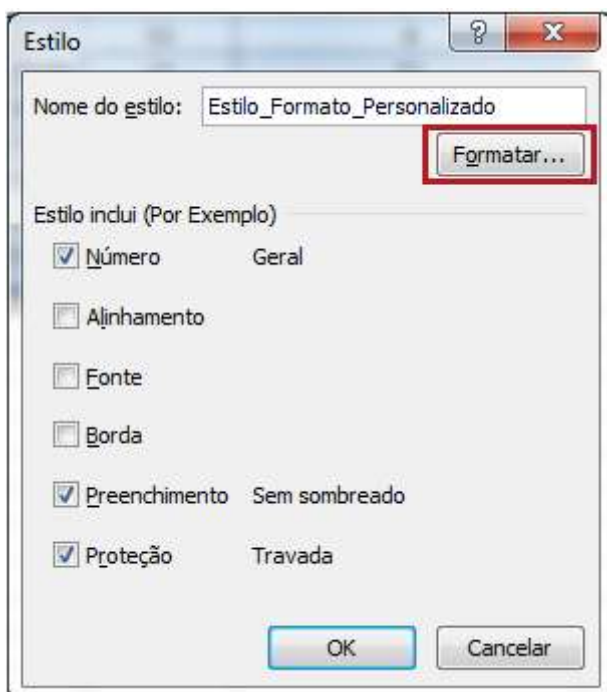 Estilo
Nome do estilo: Estilo_Formato_Personalizado
Formatar...
Estilo inclui (Por Exemplo)
Número Geral
Alinhamento
Fonte
Borda
Preenchimento Sem sombreado
Proteção Travada
OK Cancelar